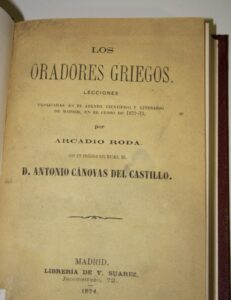 LOS
ORADORES GRIEGOS.
LECCIONES
EXPLICADAS EN EL ATENEO CIENTÍFICO Y LITERARIO
DE MADRID, EN EL CURSO DE 1872-73,
por
ARCADIO RODA.
CON UN PRÓLOGO DEL EXCMO. SR.
D. ANTONIO CÁNOVAS DEL CASTILLO.
MADRID.
LIBRERÍA DE V. SUAREZ,
72.
1874.